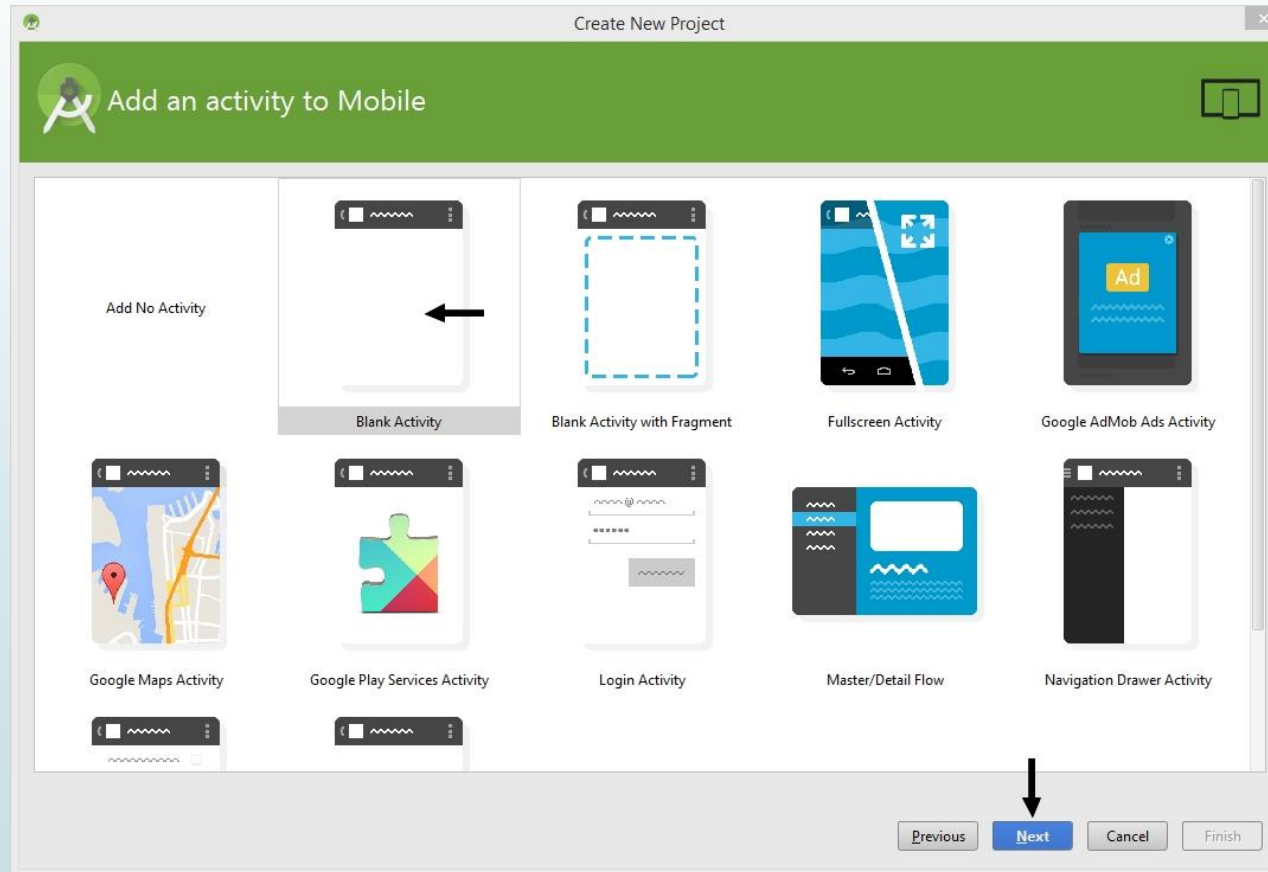 Create New Project
Add an activity to Mobile
Add No Activity
Blank Activity
Blank Activity with Fragment
Fullscreen Activity
Ad
Google AdMob Ads Activity
@
Google Maps Activity
Google Play Services Activity
Login Activity
Master/Detail Flow
Navigation Drawer Activity
Previous
Next
Cancel
Finish